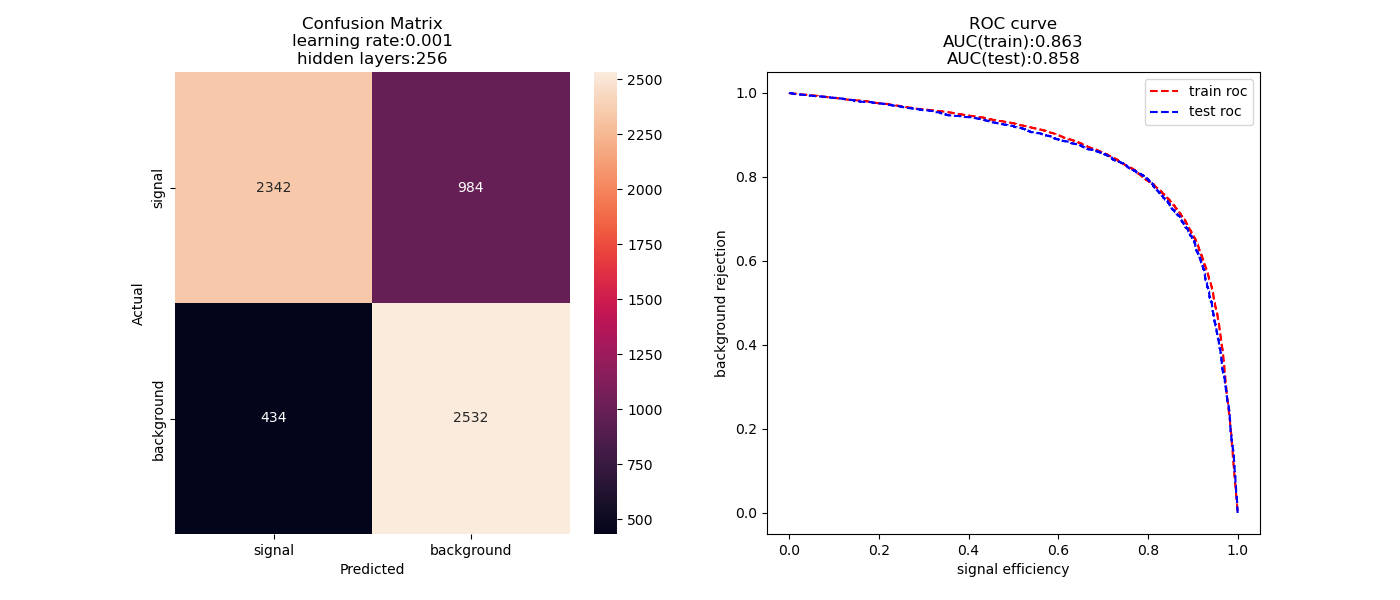 Confusion Matrix
learning rate:0.001
hidden layers:256
signal
background
Actual
2342
984
434
2532
signal
background
Predicted
2500
2250
2000
1750
1500
1250
1000
750
500
ROC curve
AUC(train):0.863
AUC(test):0.858
train roc
test roc
background rejection
1.0
0.8
0.6
0.4
0.2
0.0
0.0
0.2
0.4
0.6
0.8
1.0
signal efficiency